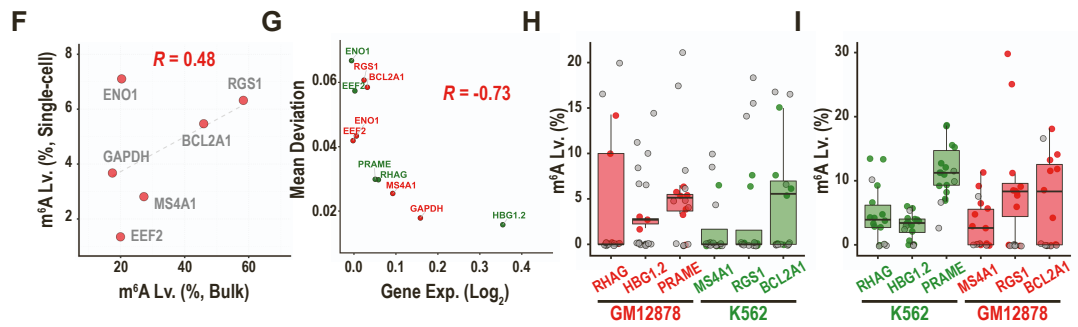 F
m⁶A Lv. (%, Single-cell)
8
6
4
2
R = 0.48
ENO1
RGS1
BCL2A1
GAPDH
MS4A1
EEF2
20
40
60
m⁶A Lv. (%, Bulk)
G
Mean Deviation
0.06
0.04
0.02
R = -0.73
ENO1
RGS1
BCL2A1
EEF2
ENO1
EEF2
PRAME
RHAG
MS4A1
GAPDH
HBG1.2
0.0
0.1
0.2
0.3
0.4
Gene Exp. (Log₂)
H
m⁶A Lv. (%)
20
15
10
5
0
RHAG
HBG1.2
PRAME
MS4A1
RGS1
BCL2A1
GM12878
K562
I
m⁶A Lv. (%)
30
20
10
0
RHAG
HBG1.2
PRAME
MS4A1
RGS1
BCL2A1
K562
GM12878